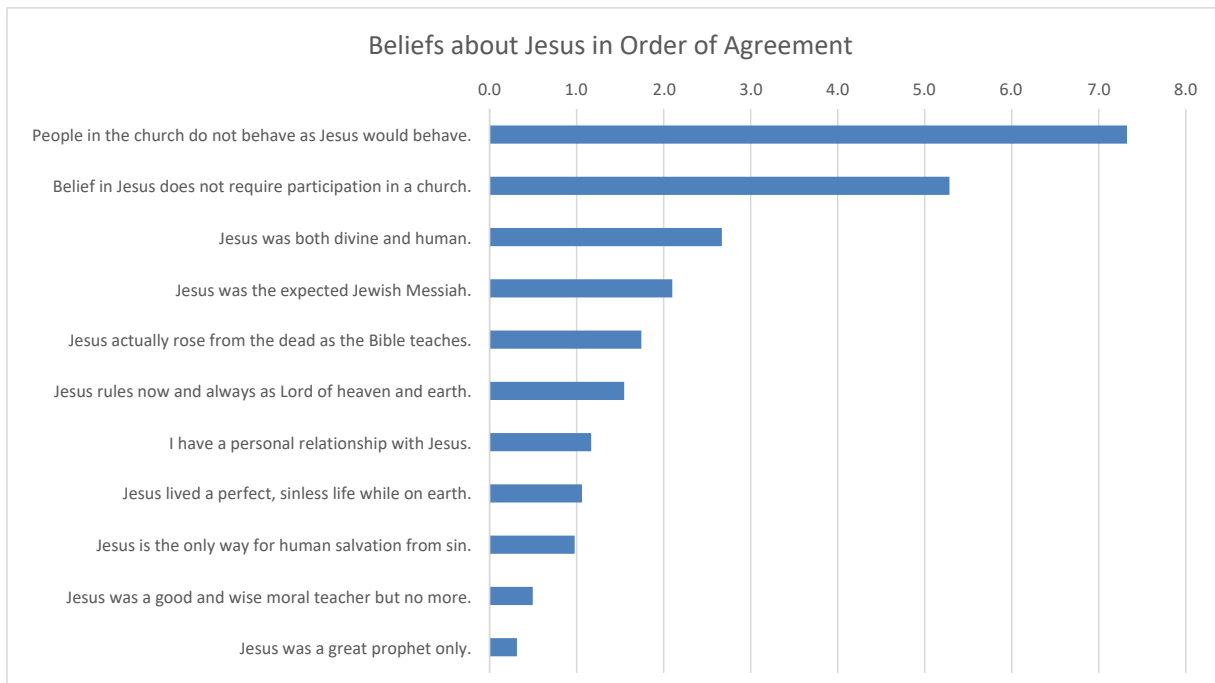 Beliefs about Jesus in Order of Agreement
0.0 1.0 2.0 3.0 4.0 5.0 6.0 7.0 8.0
People in the church do not behave as Jesus would behave.
Belief in Jesus does not require participation in a church.
Jesus was both divine and human.
Jesus was the expected Jewish Messiah.
Jesus actually rose from the dead as the Bible teaches.
Jesus rules now and always as Lord of heaven and earth.
I have a personal relationship with Jesus.
Jesus lived a perfect, sinless life while on earth.
Jesus is the only way for human salvation from sin.
Jesus was a good and wise moral teacher but no more.
Jesus was a great prophet only.